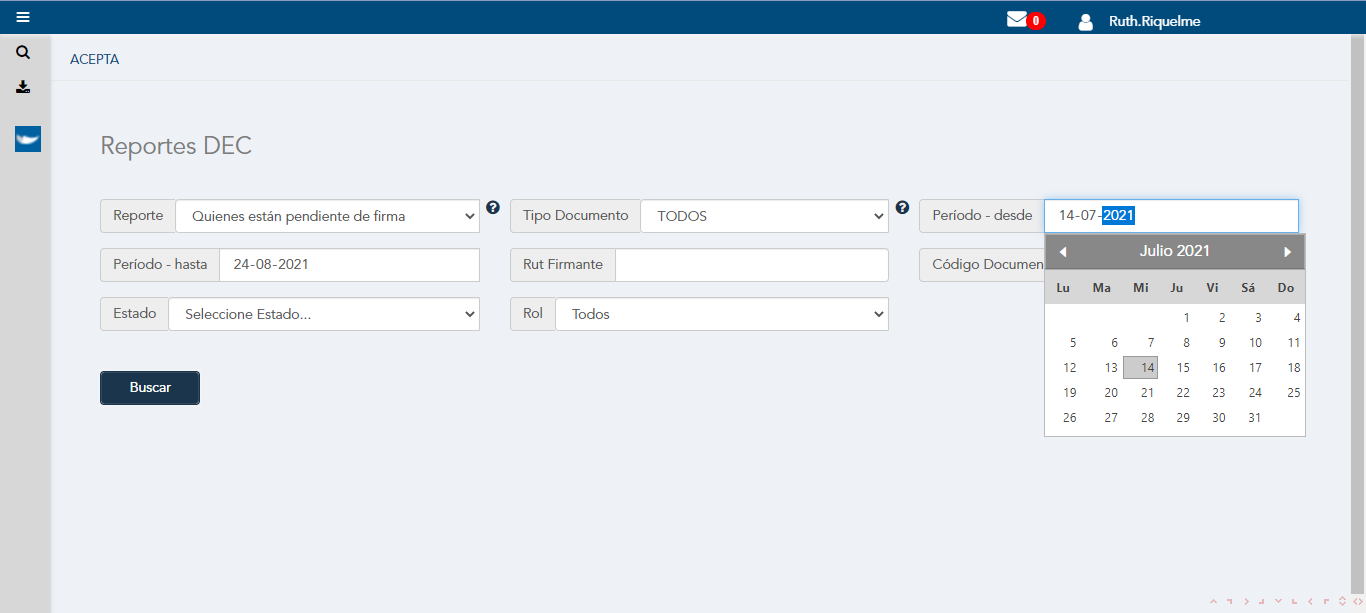 0 Ruth.Riquelme
ACEPTA
Reportes DEC
Reporte Quienes están pendiente de firma Tipo Documento TODOS Período - desde 14-07-2021
Período - hasta 24-08-2021 Rut Firmante Código Documen
Estado Seleccione Estado... Rol Todos
Buscar
Julio 2021
Lu Ma Mi Ju Vi Sá Do
1 2 3 4
5 6 7 8 9 10 11
12 13 14 15 16 17 18
19 20 21 22 23 24 25
26 27 28 29 30 31